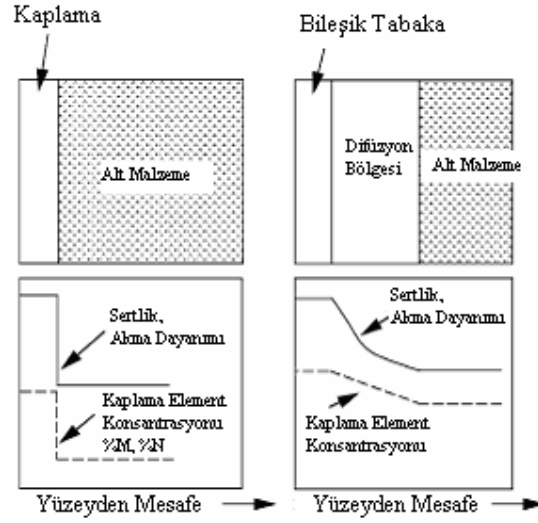 Kaplama
Alt Malzeme
Sertlik,
Akma Dayanımı
Kaplama Element
Konsantrasyonu
%M, %N
Yüzeyden Mesafe
Bileşik Tabaka
Difüzyon
Bölgesi
Alt Malzeme
Sertlik,
Akma Dayanımı
Kaplama Element
Konsantrasyonu
Yüzeyden Mesafe